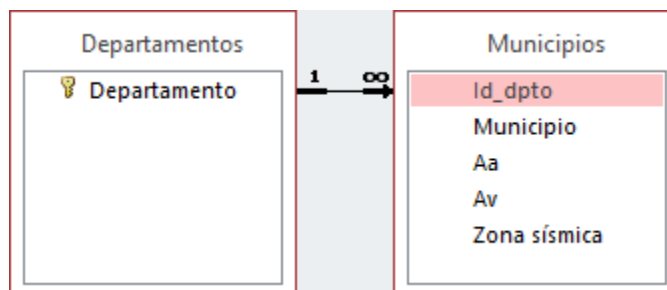 Departamentos
Departamento
1 ∞
Municipios
Id_dpto
Municipio
Aa
Av
Zona sísmica